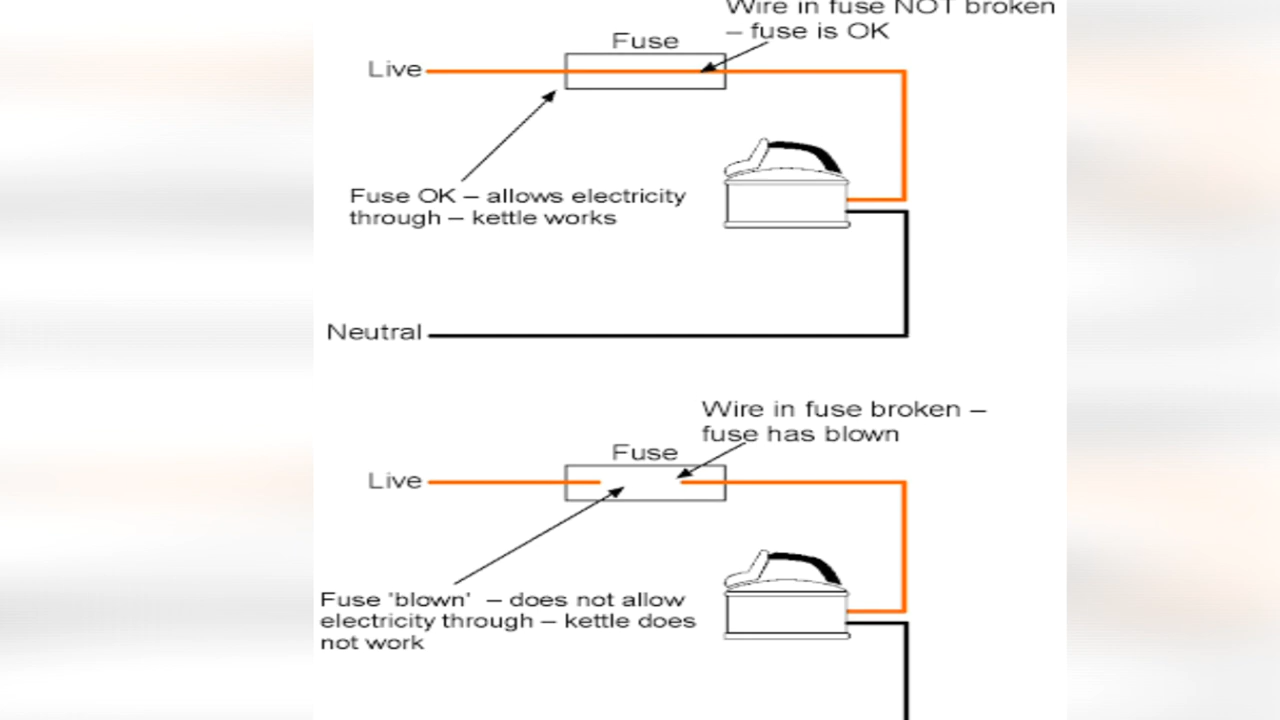 Wire in fuse NOT broken
– fuse is OK
Fuse
Live
Fuse OK – allows electricity
through – kettle works
Neutral
Wire in fuse broken –
fuse has blown
Fuse
Live
Fuse 'blown' – does not allow
electricity through – kettle does
not work